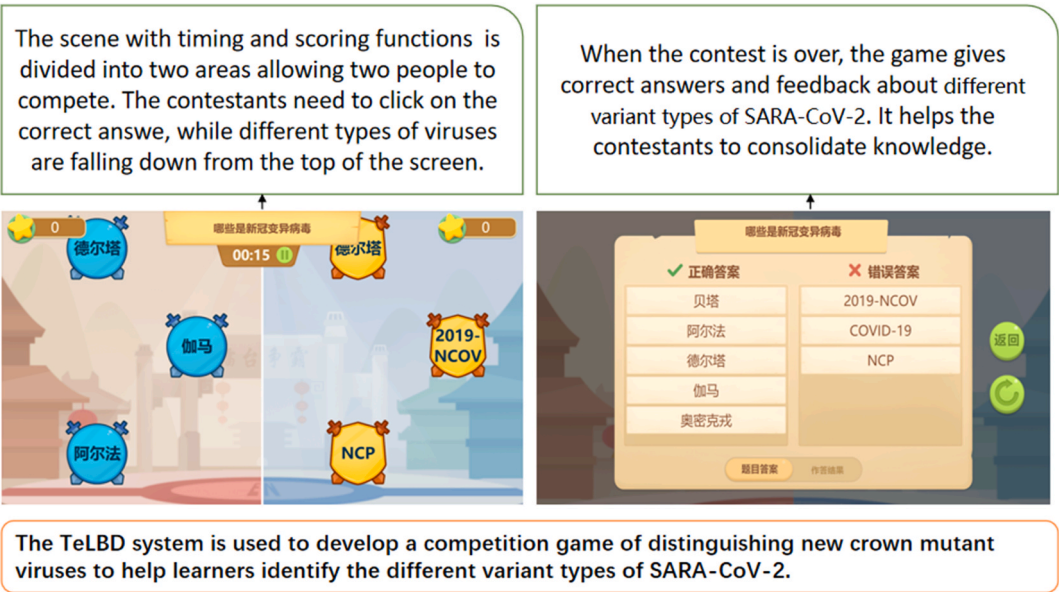 The scene with timing and scoring functions is
divided into two areas allowing two people to
compete. The contestants need to click on the
correct answe, while different types of viruses
are falling down from the top of the screen.
When the contest is over, the game gives
correct answers and feedback about different
variant types of SARA-CoV-2. It helps the
contestants to consolidate knowledge.
0
哪些是新冠变异病毒
0
德尔塔
00:15
德尔塔
伽马
2019-
NCOV
阿尔法
NCP
哪些是新冠变异病毒
正确答案
错误答案
贝塔
2019-NCOV
阿尔法
COVID-19
德尔塔
NCP
伽马
奥密克戎
返回
题目答案
作答结果
The TeLBD system is used to develop a competition game of distinguishing new crown mutant
viruses to help learners identify the different variant types of SARA-CoV-2.